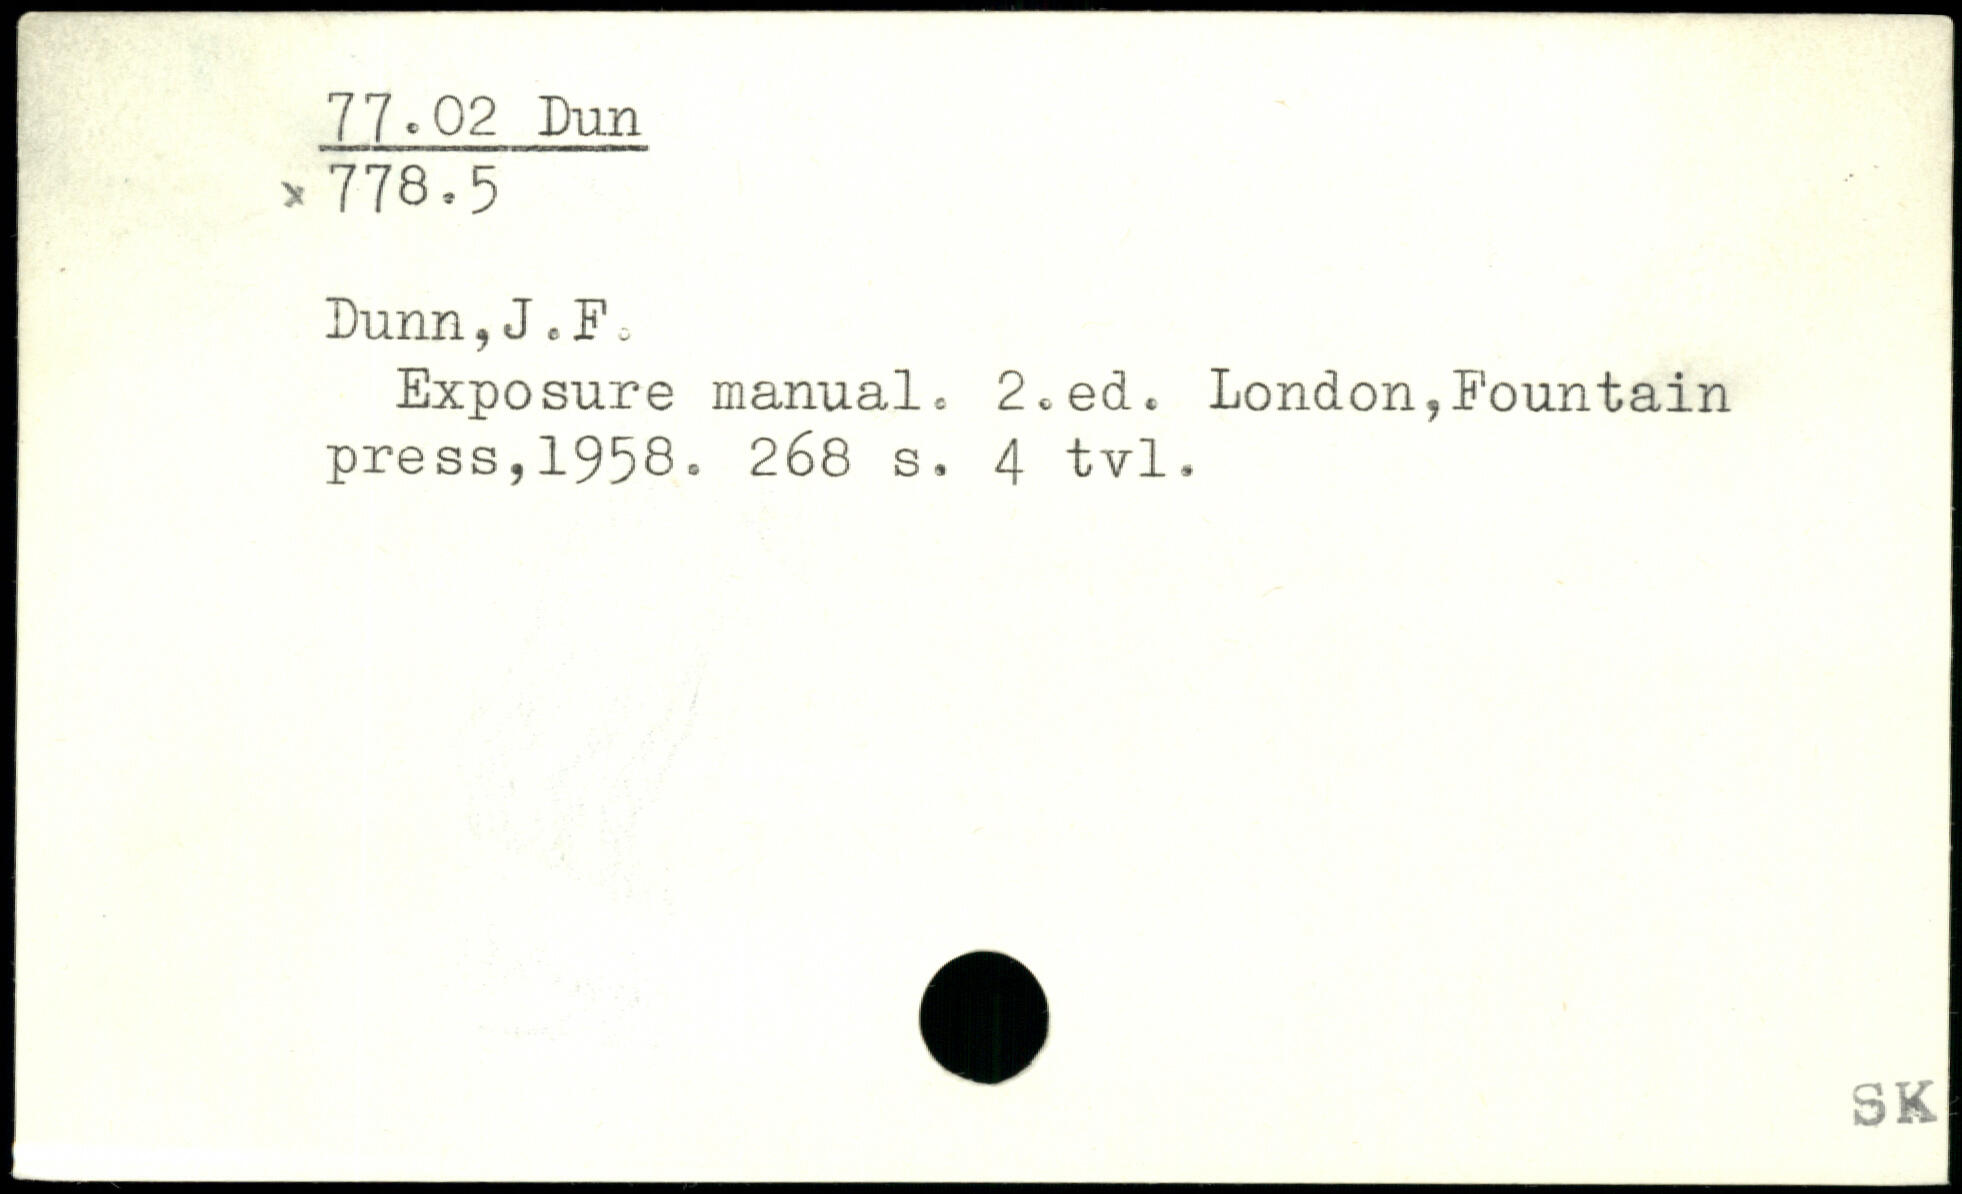 77.02 Dun
x 778.5
Dunn,J.F.
Exposure manual. 2.ed. London,Fountain
press,1958. 268 s. 4 tvl.
SK